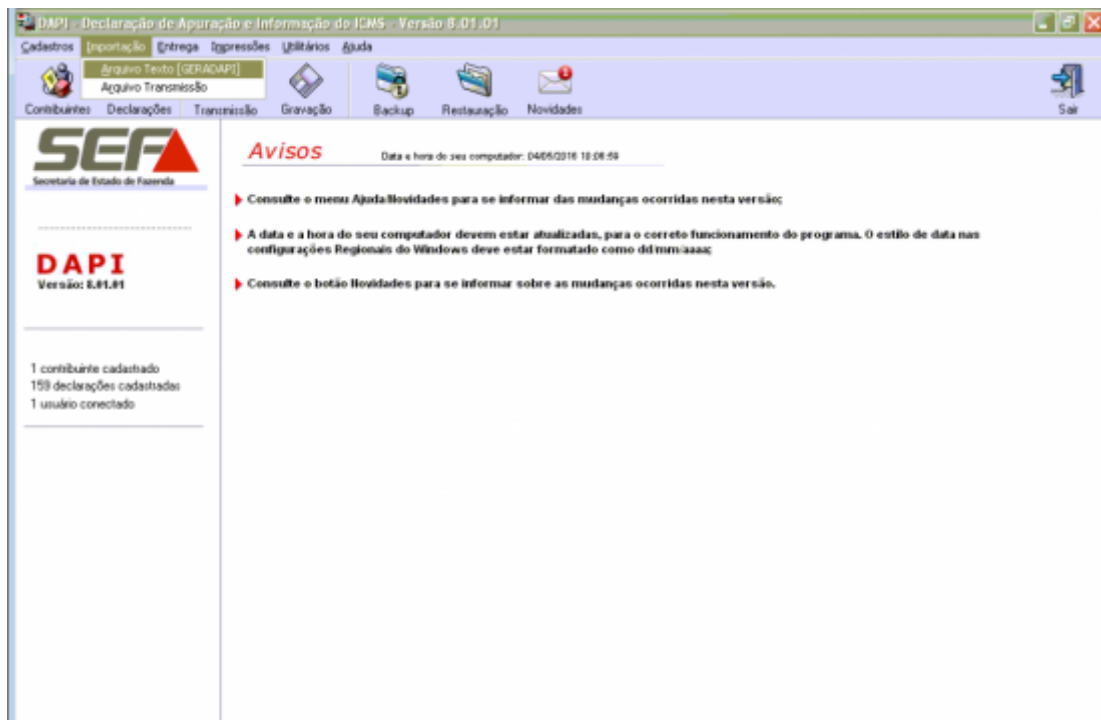 DAPI - Declaração de Apuração e Informação do ICMS - Versão 8.01.01
Cadastros Importação Entrega Impressões Utilitários Ajuda
Arquivo Texto [GERADAPI]
Arquivo Transmissão
Contribuintes Declarações Transmissão Gravação Backup Restauração Novidades Sair
SEF
Secretaria de Estado de Fazenda
Avisos
Data e hora do seu computador: 04/05/2016 18:06:59
Consulte o menu Ajuda/Novidades para se informar das mudanças ocorridas nesta versão;
A data e a hora do seu computador devem estar atualizadas, para o correto funcionamento do programa. O estilo de data nas
configurações Regionais do Windows deve estar formatado como dd/mm/aaaa;
Consulte o botão Novidades para se informar sobre as mudanças ocorridas nesta versão.
DAPI
Versão: 8.01.01
1 contribuinte cadastrado
159 declarações cadastradas
1 usuário conectado